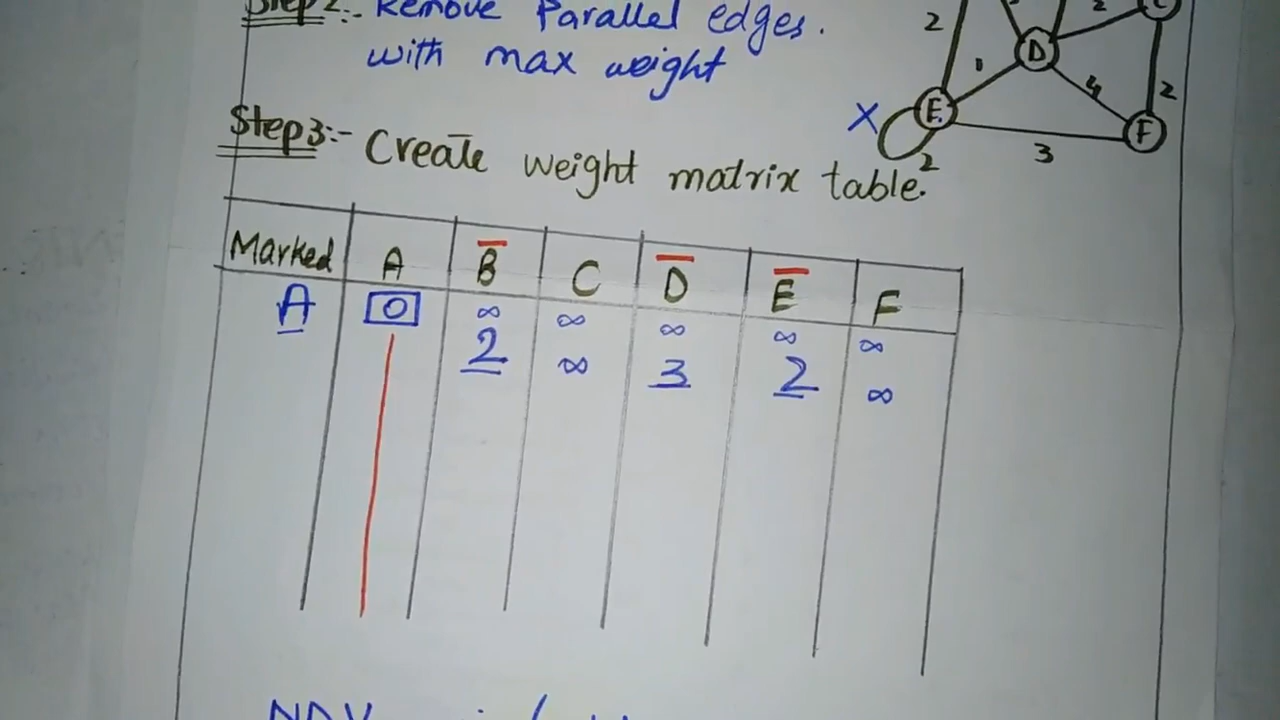 Step2:- Remove Parallel edges.
with max weight
Step3:- Create weight matrix table.
2 2 C
D
1 4 2
X E F
2 3
Marked A B C D E F
A 0 ∞ ∞ ∞ ∞ ∞
2 ∞ 3 2 ∞